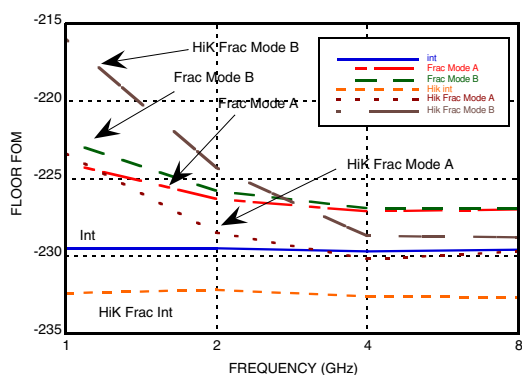 -215
HiK Frac Mode B
int
Frac Mode A
Frac Mode B
Hik int
Hik Frac Mode A
Hik Frac Mode B
Frac Mode B
-220
Frac Mode A
FLOOR FOM
HiK Frac Mode A
-225
Int
-230
HiK Frac Int
-235
1
2
4
8
FREQUENCY (GHz)